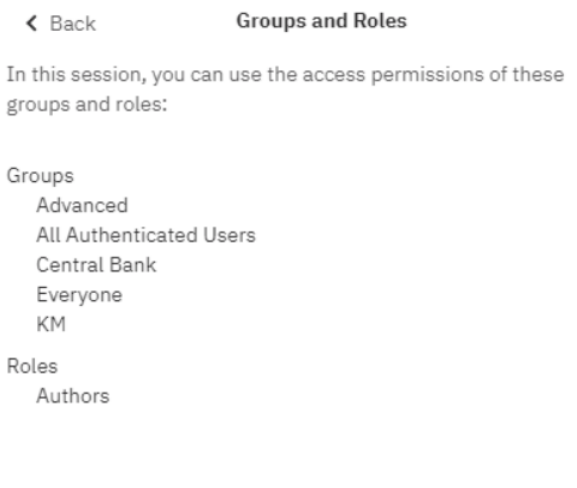 Back
Groups and Roles
In this session, you can use the access permissions of these
groups and roles:
Groups
Advanced
All Authenticated Users
Central Bank
Everyone
KM
Roles
Authors